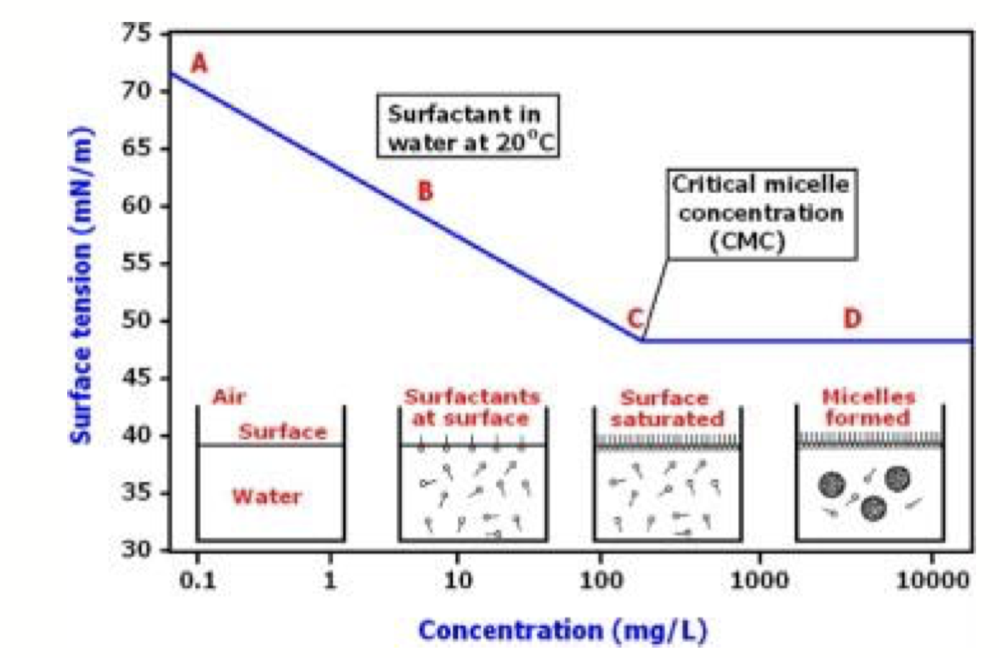 75
70
65
60
55
50
45
40
35
30
Surface tension (mN/m)
A
B
C
D
Surfactant in
water at 20°C
Critical micelle
concentration
(CMC)
Air
Surface
Water
Surfactants
at surface
Surface
saturated
Micelles
formed
0.1 1 10 100 1000 10000
Concentration (mg/L)